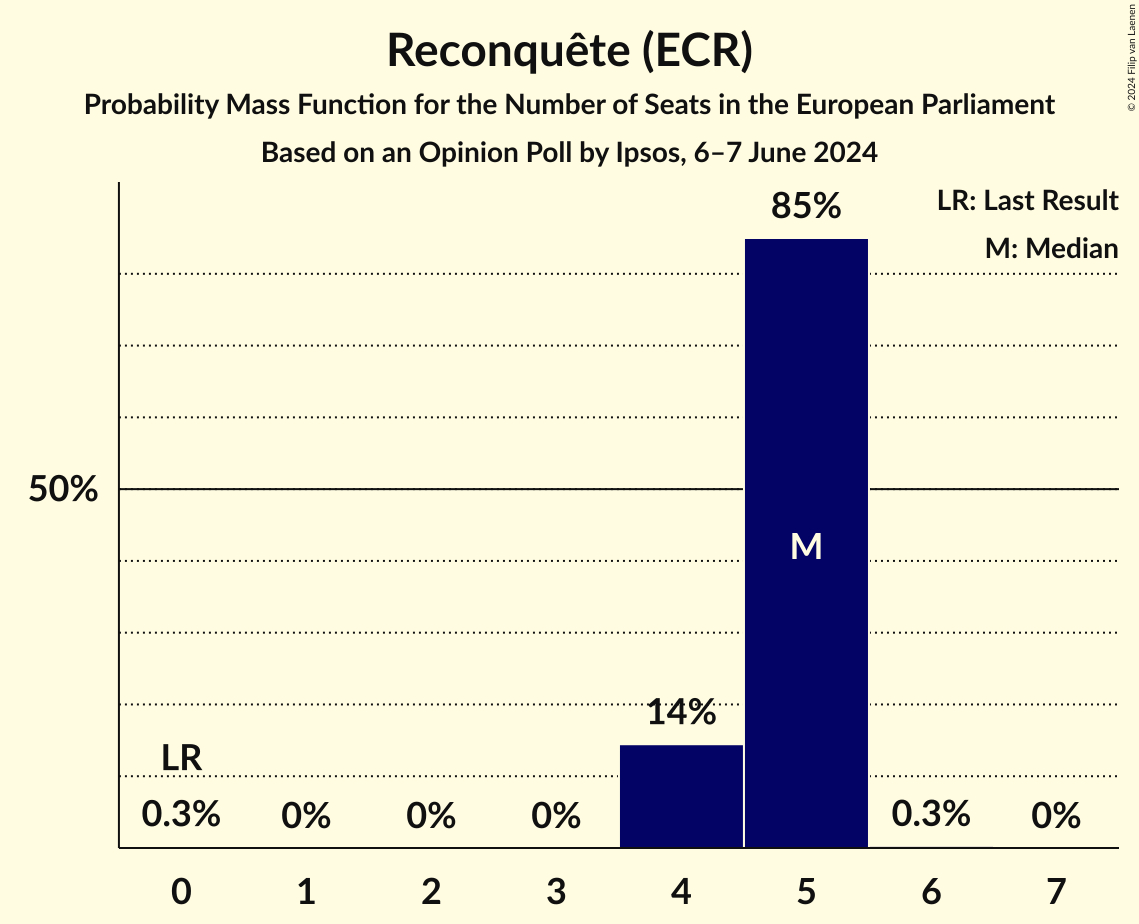 Reconquête (ECR)
Probability Mass Function for the Number of Seats in the European Parliament
Based on an Opinion Poll by Ipsos, 6–7 June 2024
© 2024 Filip van Laenen
LR: Last Result
M: Median
85%
50%
M
14%
LR
0.3% 0% 0% 0% 0.3% 0%
0 1 2 3 4 5 6 7